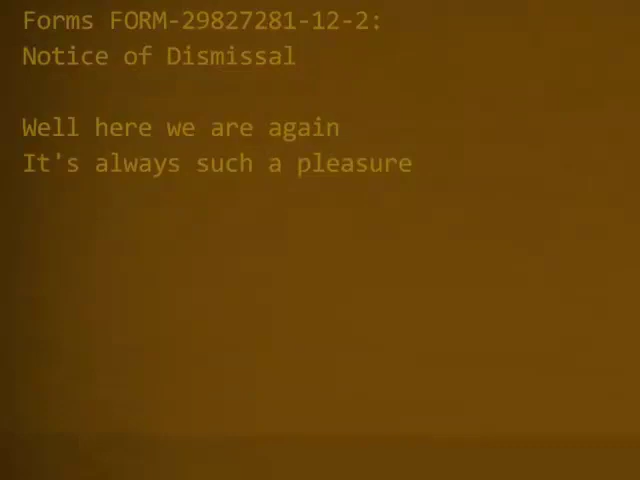 Forms FORM-29827281-12-2:
Notice of Dismissal
Well here we are again
It's always such a pleasure